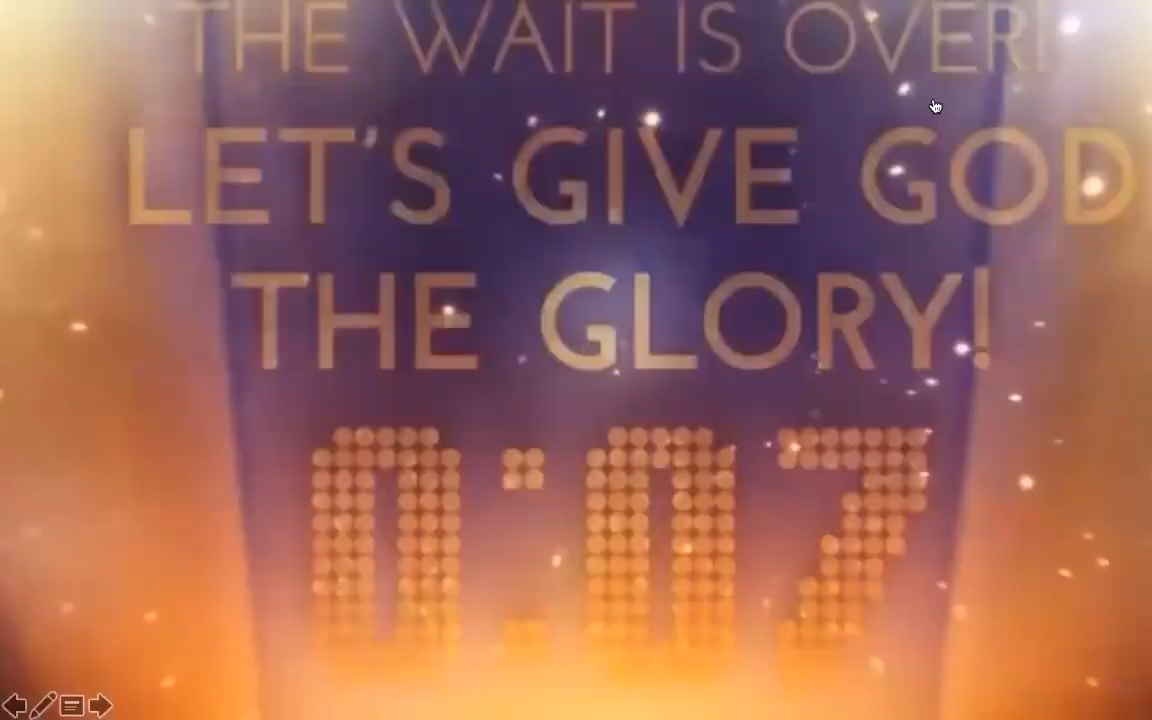 THE WAIT IS OVER!
LET'S GIVE GOD
THE GLORY!
0:07